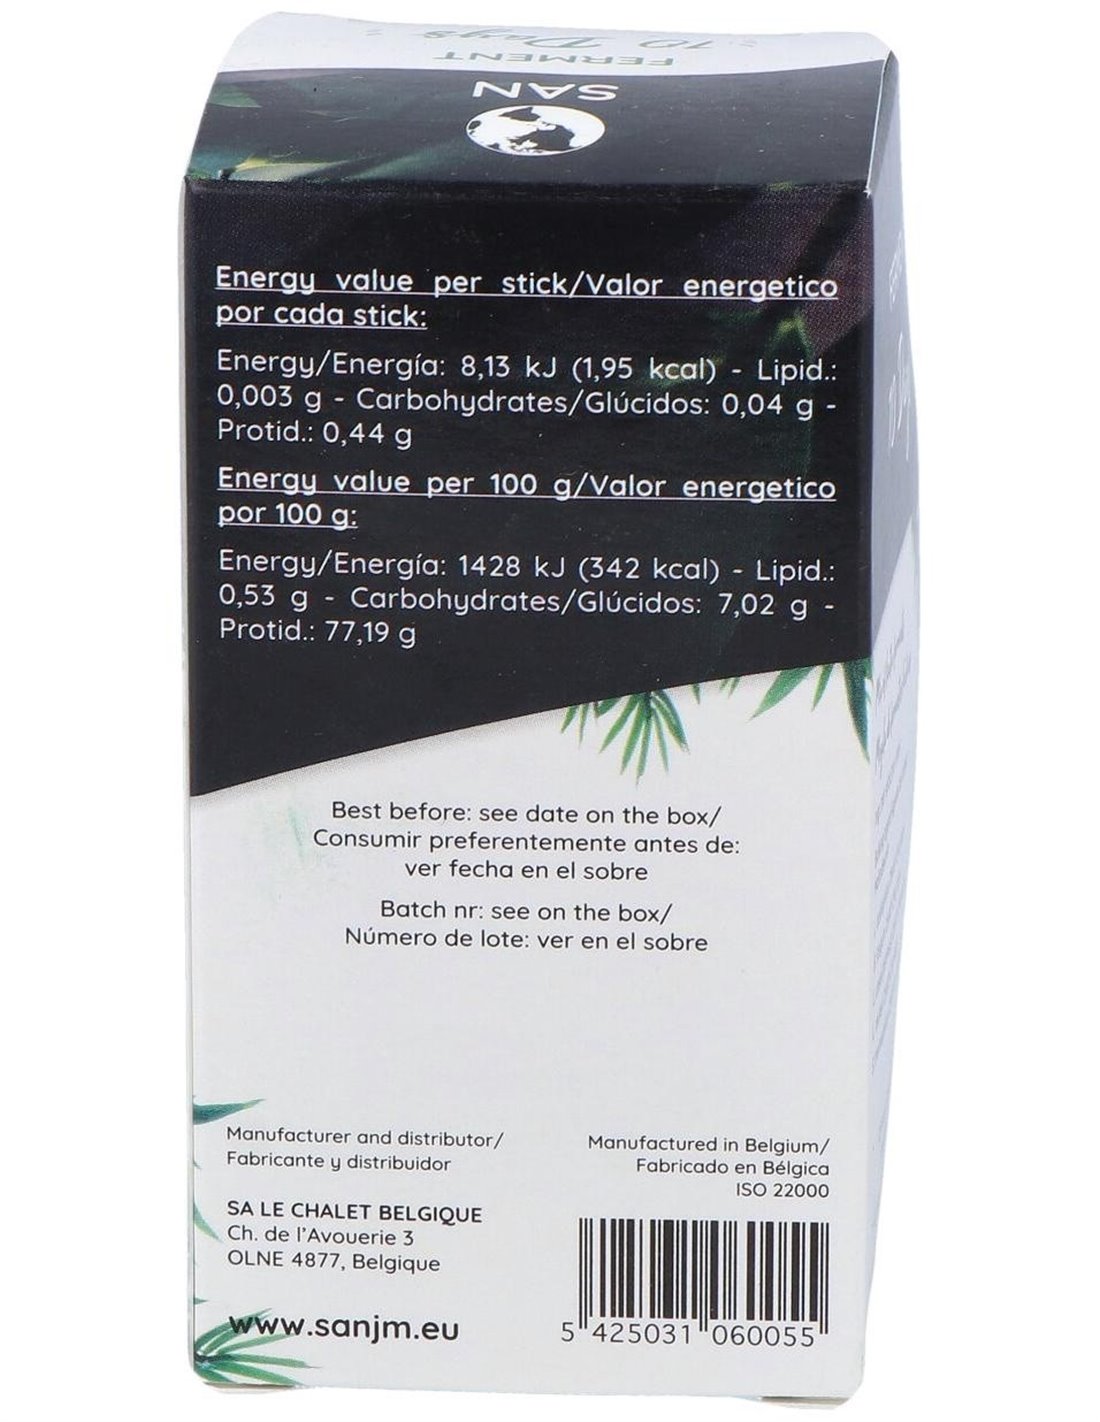 10 Days
FERMENT
SAN
Energy value per stick/Valor energetico
por cada stick:
Energy/Energía: 8,13 kJ (1,95 kcal) - Lipid.:
0,003 g - Carbohydrates/Glúcidos: 0,04 g -
Protid.: 0,44 g
Energy value per 100 g/Valor energetico
por 100 g:
Energy/Energía: 1428 kJ (342 kcal) - Lipid.:
0,53 g - Carbohydrates/Glúcidos: 7,02 g -
Protid.: 77,19 g
Best before: see date on the box/
Consumir preferentemente antes de:
ver fecha en el sobre
Batch nr: see on the box/
Número de lote: ver en el sobre
Manufacturer and distributor/
Fabricante y distribuidor
SA LE CHALET BELGIQUE
Ch. de l'Avouerie 3
OLNE 4877, Belgique
www.sanjm.eu
Manufactured in Belgium/
Fabricado en Bélgica
ISO 22000
5 425031 060055